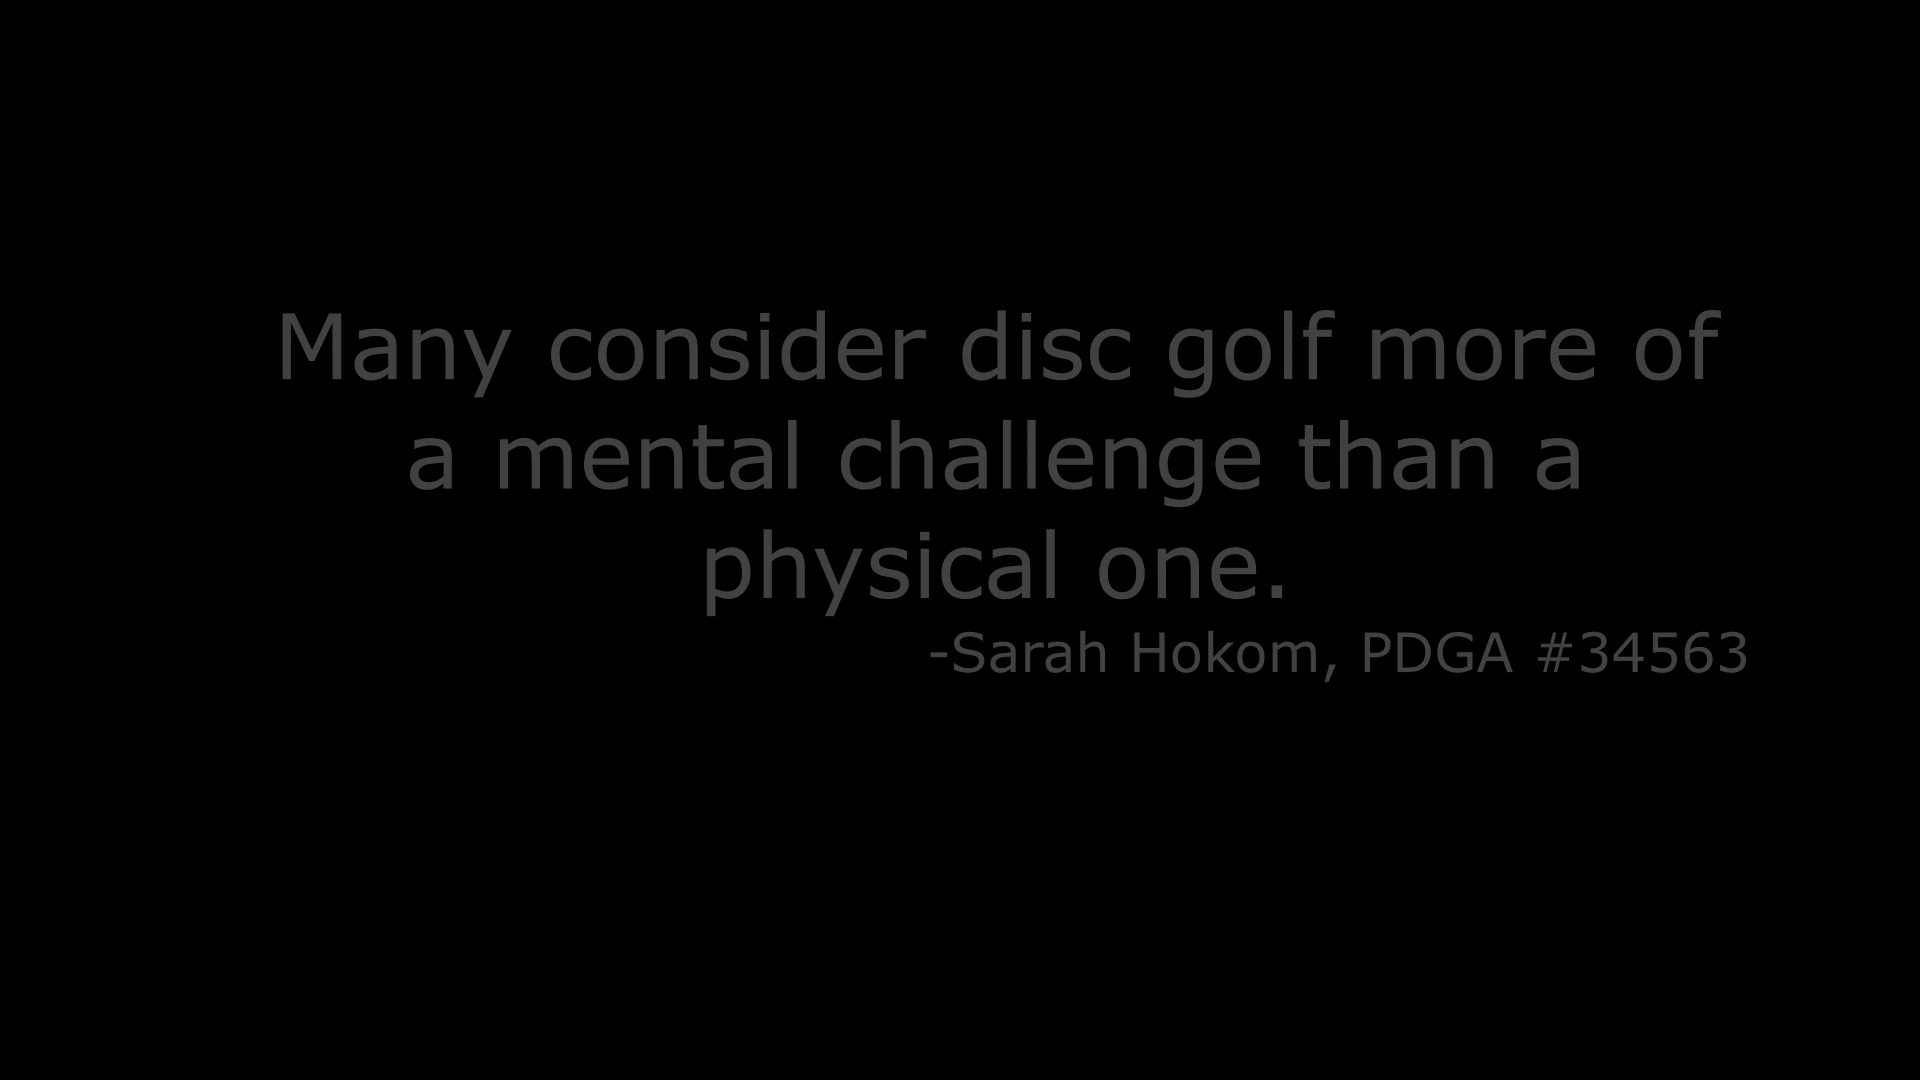 Many consider disc golf more of
a mental challenge than a
physical one.
-Sarah Hokom, PDGA #34563